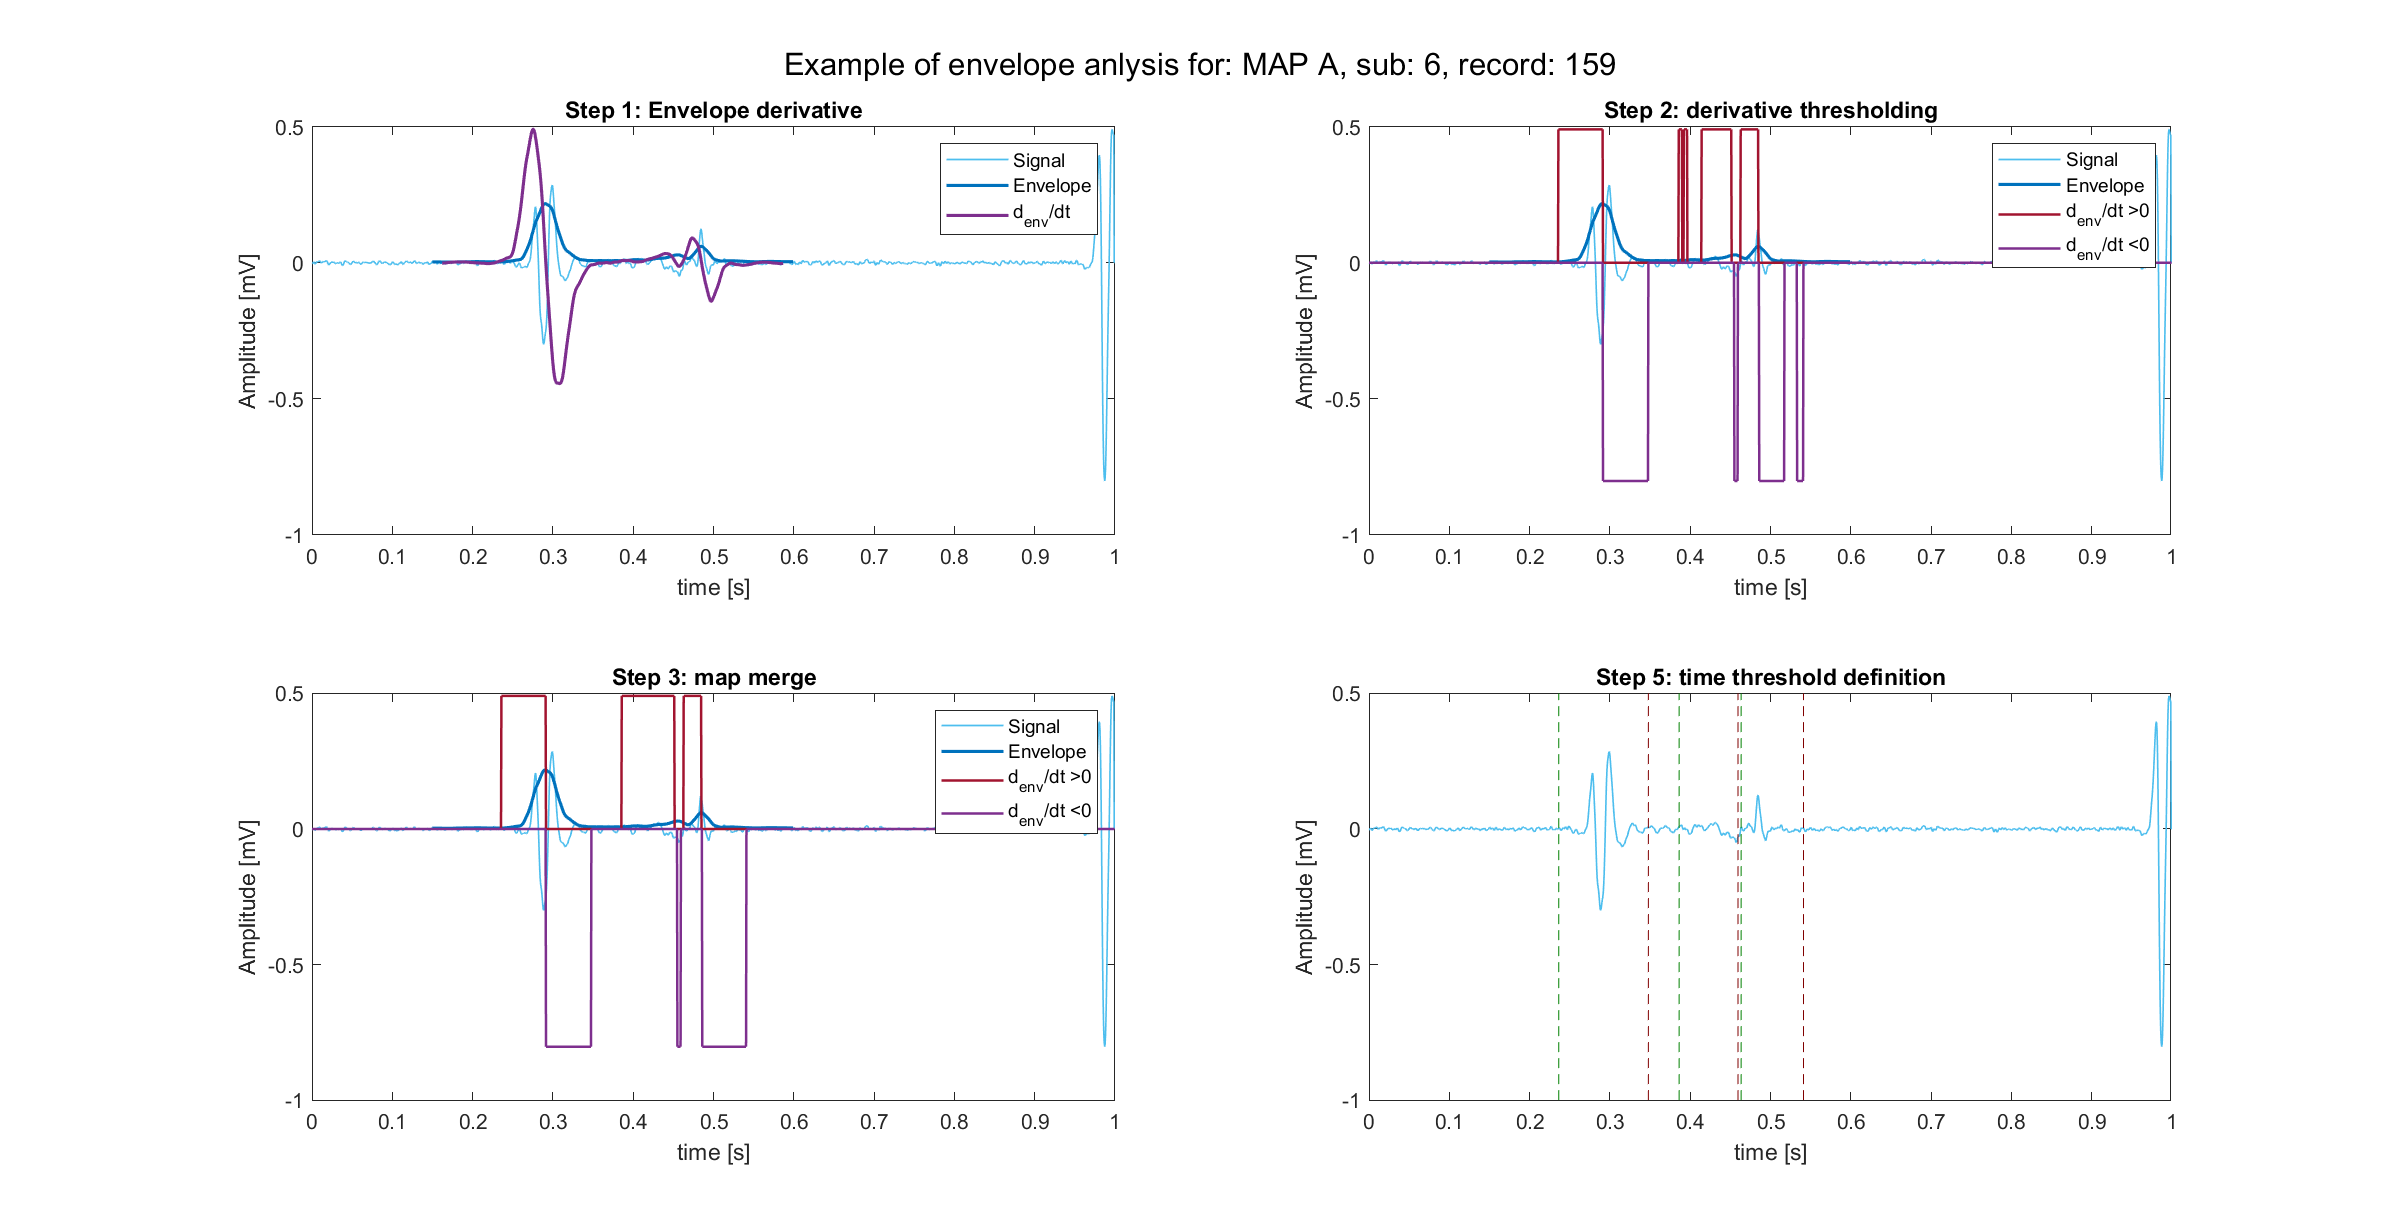 Example of envelope anlysis for: MAP A, sub: 6, record: 159
Step 1: Envelope derivative
0.5
0
-0.5
-1
Amplitude [mV]
0 0.1 0.2 0.3 0.4 0.5 0.6 0.7 0.8 0.9 1
time [s]
Signal
Envelope
d_env/dt
Step 2: derivative thresholding
0.5
0
-0.5
-1
Amplitude [mV]
0 0.1 0.2 0.3 0.4 0.5 0.6 0.7 0.8 0.9 1
time [s]
Signal
Envelope
d_env/dt >0
d_env/dt <0
Step 3: map merge
0.5
0
-0.5
-1
Amplitude [mV]
0 0.1 0.2 0.3 0.4 0.5 0.6 0.7 0.8 0.9 1
time [s]
Signal
Envelope
d_env/dt >0
d_env/dt <0
Step 5: time threshold definition
0.5
0
-0.5
-1
Amplitude [mV]
0 0.1 0.2 0.3 0.4 0.5 0.6 0.7 0.8 0.9 1
time [s]